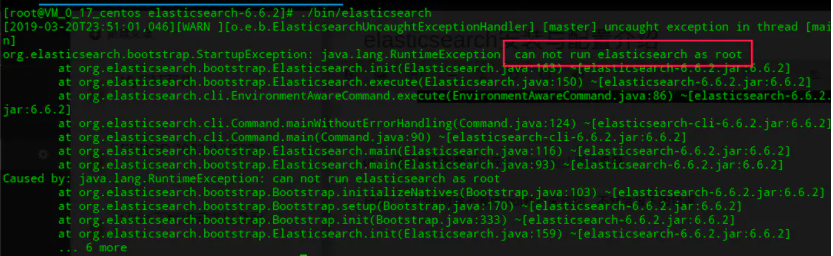 [root@VM_0_17_centos elasticsearch-6.6.2]# ./bin/elasticsearch
[2019-03-20T23:51:01,046][WARN ][o.e.b.ElasticsearchUncaughtExceptionHandler] [master] uncaught exception in thread [mai
n]
org.elasticsearch.bootstrap.StartupException: java.lang.RuntimeException can not run elasticsearch as root
at org.elasticsearch.bootstrap.Elasticsearch.init(Elasticsearch.java:163) ~[elasticsearch-6.6.2.jar:6.6.2]
at org.elasticsearch.bootstrap.Elasticsearch.execute(Elasticsearch.java:150) ~[elasticsearch-6.6.2.jar:6.6.2]
at org.elasticsearch.cli.EnvironmentAwareCommand.execute(EnvironmentAwareCommand.java:86) ~[elasticsearch-6.6.2.
jar:6.6.2]
at org.elasticsearch.cli.Command.mainWithoutErrorHandling(Command.java:124) ~[elasticsearch-cli-6.6.2.jar:6.6.2]
at org.elasticsearch.cli.Command.main(Command.java:90) ~[elasticsearch-cli-6.6.2.jar:6.6.2]
at org.elasticsearch.bootstrap.Elasticsearch.main(Elasticsearch.java:116) ~[elasticsearch-6.6.2.jar:6.6.2]
at org.elasticsearch.bootstrap.Elasticsearch.main(Elasticsearch.java:93) ~[elasticsearch-6.6.2.jar:6.6.2]
Caused by: java.lang.RuntimeException: can not run elasticsearch as root
at org.elasticsearch.bootstrap.Bootstrap.initializeNatives(Bootstrap.java:103) ~[elasticsearch-6.6.2.jar:6.6.2]
at org.elasticsearch.bootstrap.Bootstrap.setup(Bootstrap.java:170) ~[elasticsearch-6.6.2.jar:6.6.2]
at org.elasticsearch.bootstrap.Bootstrap.init(Bootstrap.java:333) ~[elasticsearch-6.6.2.jar:6.6.2]
at org.elasticsearch.bootstrap.Elasticsearch.init(Elasticsearch.java:159) ~[elasticsearch-6.6.2.jar:6.6.2]
... 6 more